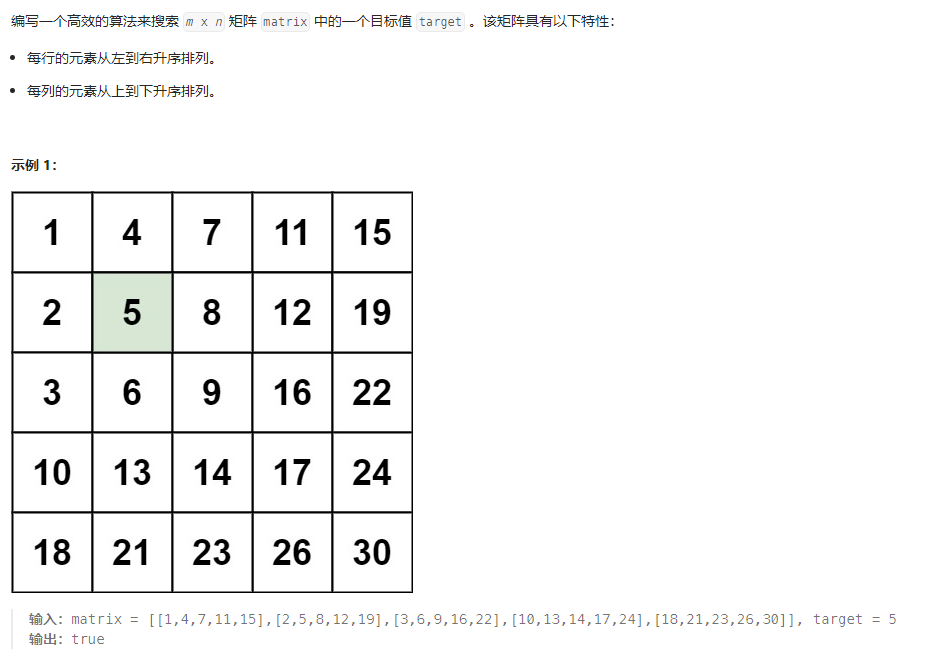 编写一个高效的算法来搜索 m x n 矩阵 matrix 中的一个目标值 target 。该矩阵具有以下特性：
• 每行的元素从左到右升序排列。
• 每列的元素从上到下升序排列。
示例 1：
1 4 7 11 15
2 5 8 12 19
3 6 9 16 22
10 13 14 17 24
18 21 23 26 30
输入：matrix = [[1,4,7,11,15],[2,5,8,12,19],[3,6,9,16,22],[10,13,14,17,24],[18,21,23,26,30]], target = 5
输出：true